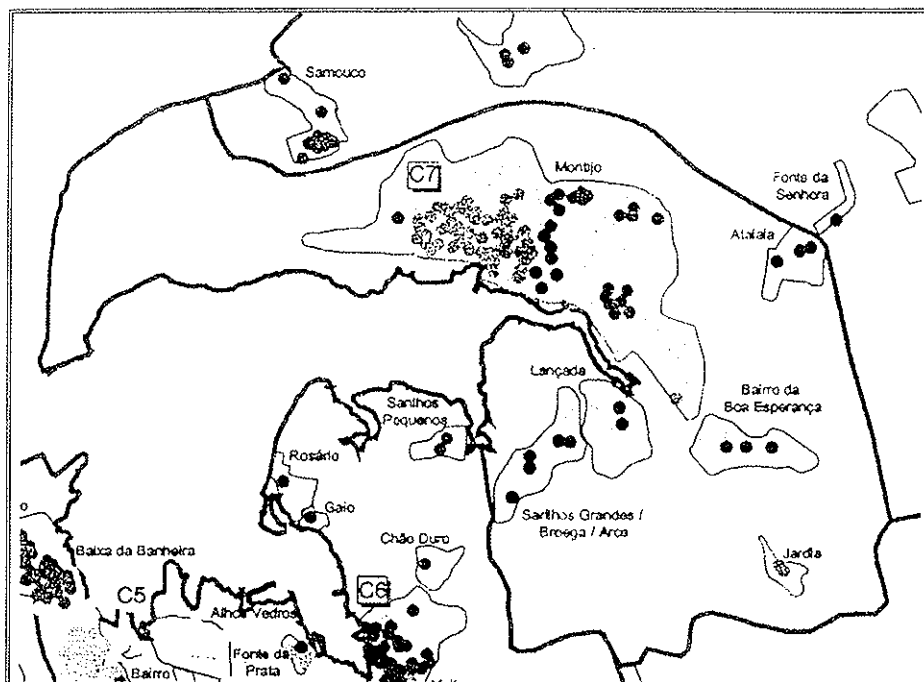 Samouco
C7
Montijo
Fonte da
Senhora
Atalaia
Lançada
Bairro da
Boa Esperança
Sarilhos
Pequenos
Rosário
Gaio
Sarilhos Grandes /
Broega / Arce
Chão Duro
Jardia
Baixa da Banheira
C5
C6
Alhos Vedros
Fonte da
Prata
Bairro